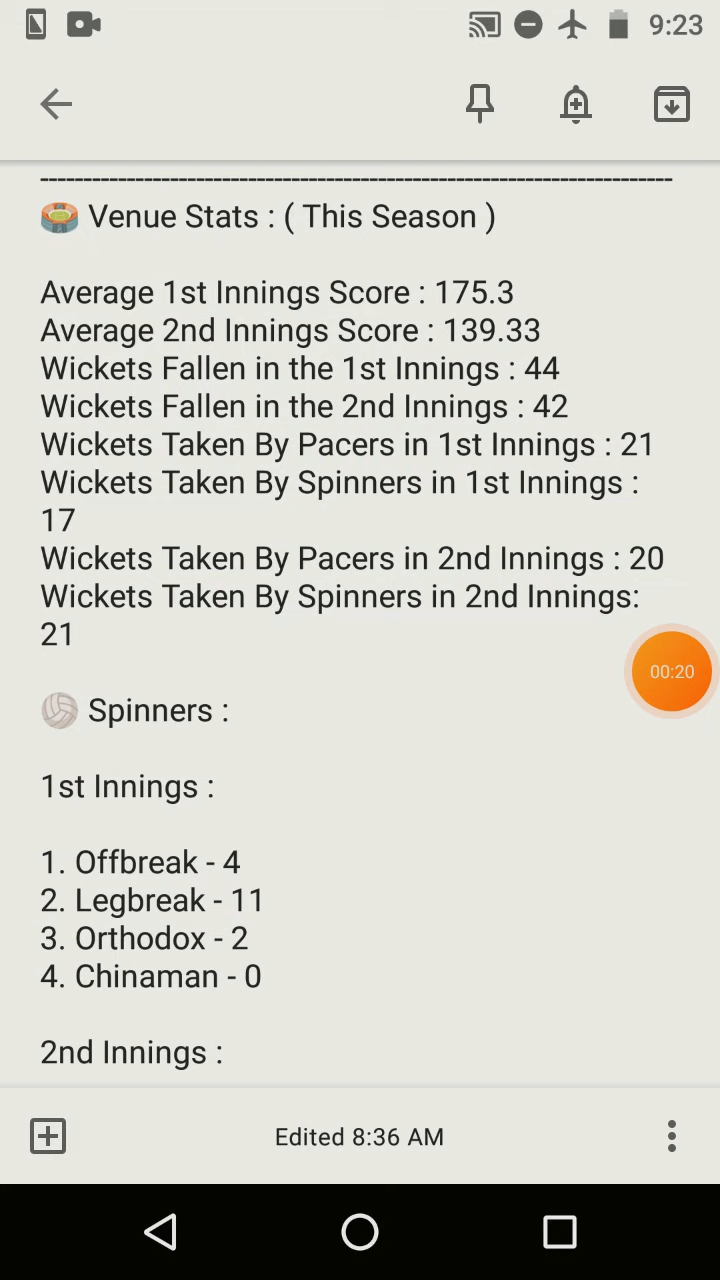 9:23
------------------------------------------------------------------------
🏟️ Venue Stats : ( This Season )
Average 1st Innings Score : 175.3
Average 2nd Innings Score : 139.33
Wickets Fallen in the 1st Innings : 44
Wickets Fallen in the 2nd Innings : 42
Wickets Taken By Pacers in 1st Innings : 21
Wickets Taken By Spinners in 1st Innings :
17
Wickets Taken By Pacers in 2nd Innings : 20
Wickets Taken By Spinners in 2nd Innings:
21
00:20
🏐 Spinners :
1st Innings :
1. Offbreak - 4
2. Legbreak - 11
3. Orthodox - 2
4. Chinaman - 0
2nd Innings :
Edited 8:36 AM